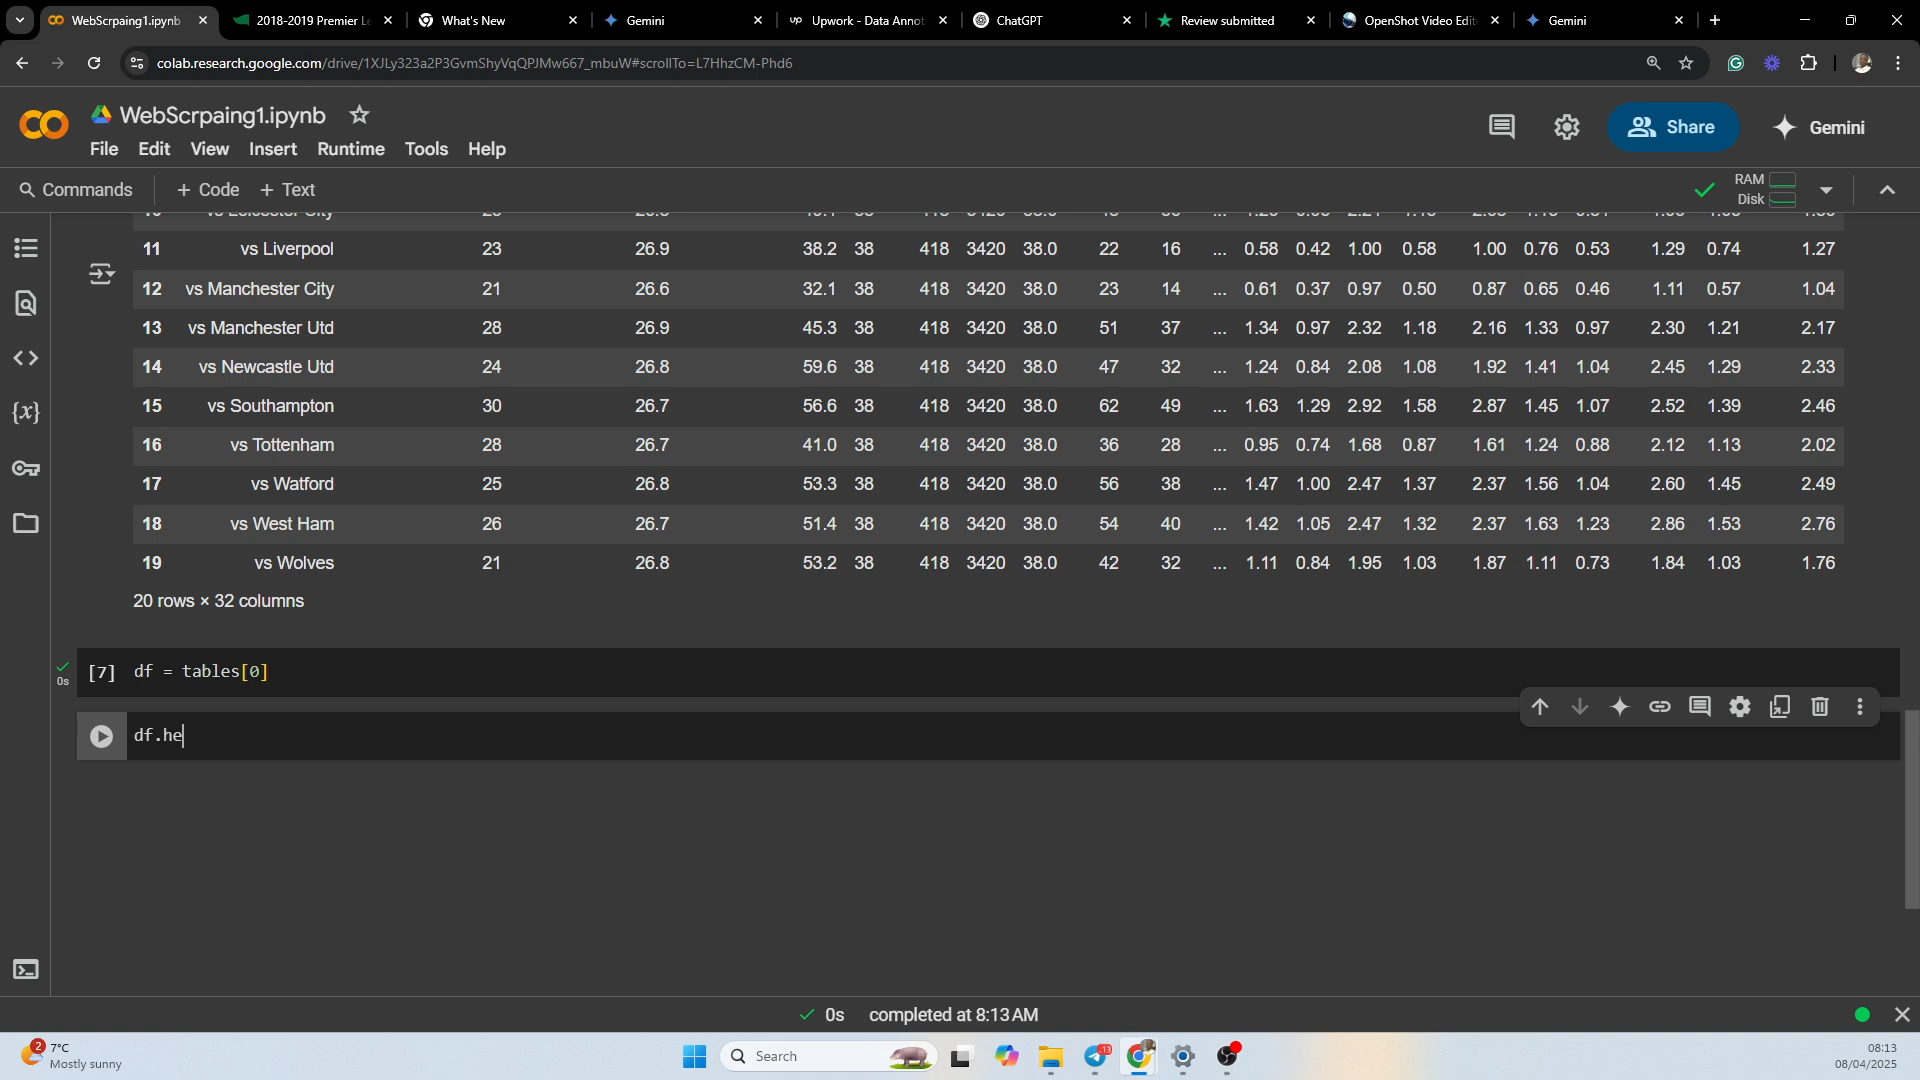 WebScrpaing1.ipynb
2018-2019 Premier Le
What's New
Gemini
Upwork - Data Annot
ChatGPT
Review submitted
OpenShot Video Edit
Gemini
colab.research.google.com/drive/1XJLy323a2P3GvmShyVqQPJMw667_mbuW#scrollTo=L7HhzCM-Phd6
WebScrpaing1.ipynb
File Edit View Insert Runtime Tools Help
Share
Gemini
Commands + Code + Text
RAM
Disk
11 vs Liverpool 23 26.9 38.2 38 418 3420 38.0 22 16 ... 0.58 0.42 1.00 0.58 1.00 0.76 0.53 1.29 0.74 1.27
12 vs Manchester City 21 26.6 32.1 38 418 3420 38.0 23 14 ... 0.61 0.37 0.97 0.50 0.87 0.65 0.46 1.11 0.57 1.04
13 vs Manchester Utd 28 26.9 45.3 38 418 3420 38.0 51 37 ... 1.34 0.97 2.32 1.18 2.16 1.33 0.97 2.30 1.21 2.17
14 vs Newcastle Utd 24 26.8 59.6 38 418 3420 38.0 47 32 ... 1.24 0.84 2.08 1.08 1.92 1.41 1.04 2.45 1.29 2.33
15 vs Southampton 30 26.7 56.6 38 418 3420 38.0 62 49 ... 1.63 1.29 2.92 1.58 2.87 1.45 1.07 2.52 1.39 2.46
16 vs Tottenham 28 26.7 41.0 38 418 3420 38.0 36 28 ... 0.95 0.74 1.68 0.87 1.61 1.24 0.88 2.12 1.13 2.02
17 vs Watford 25 26.8 53.3 38 418 3420 38.0 56 38 ... 1.47 1.00 2.47 1.37 2.37 1.56 1.04 2.60 1.45 2.49
18 vs West Ham 26 26.7 51.4 38 418 3420 38.0 54 40 ... 1.42 1.05 2.47 1.32 2.37 1.63 1.23 2.86 1.53 2.76
19 vs Wolves 21 26.8 53.2 38 418 3420 38.0 42 32 ... 1.11 0.84 1.95 1.03 1.87 1.11 0.73 1.84 1.03 1.76
20 rows × 32 columns
[7] df = tables[0]
0s
df.he
0s completed at 8:13 AM
2
7°C
Mostly sunny
Search
13
08:13
08/04/2025